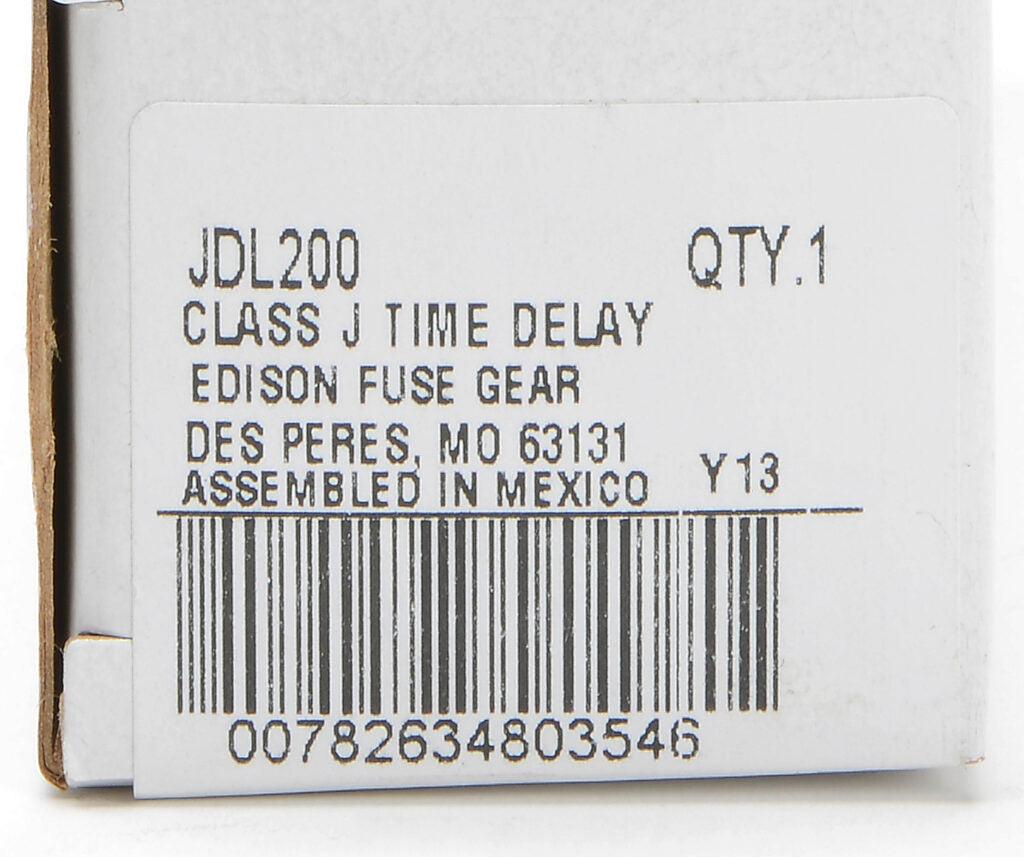 JDL200 QTY.1
CLASS J TIME DELAY
EDISON FUSE GEAR
DES PERES, MO 63131
ASSEMBLED IN MEXICO Y13
00782634803546